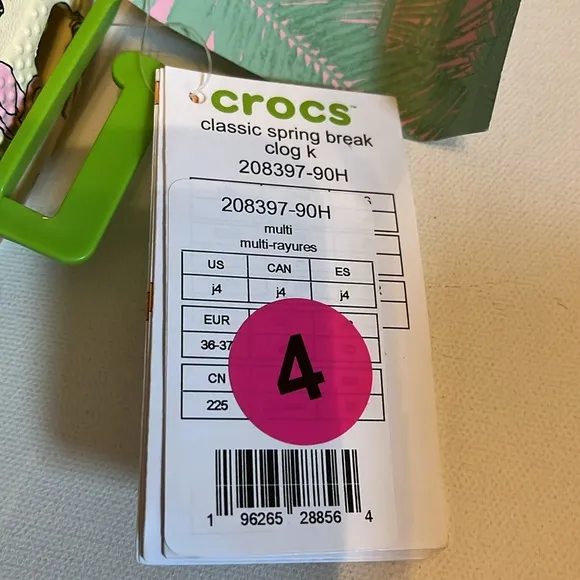 crocs™
classic spring break
clog k
208397-90H
208397-90H
multi
multi-rayures
US CAN ES
j4 j4 j4
EUR
36-37
4
CN
225
1 96265 28856 4